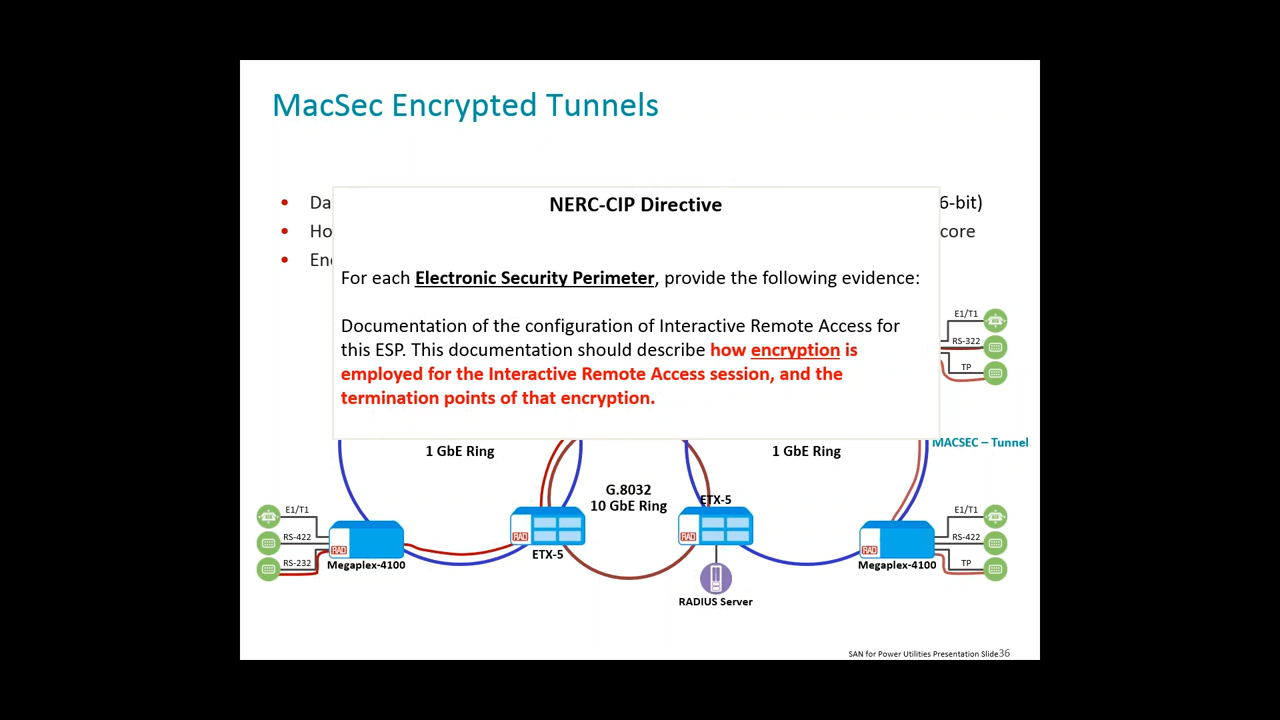 MacSec Encrypted Tunnels
NERC-CIP Directive
• Da 6-bit)
• Ho core
• En
For each Electronic Security Perimeter, provide the following evidence:
Documentation of the configuration of Interactive Remote Access for
this ESP. This documentation should describe how encryption is
employed for the Interactive Remote Access session, and the
termination points of that encryption.
E1/T1
RS-322
TP
MACSEC – Tunnel
1 GbE Ring
1 GbE Ring
G.8032
10 GbE Ring
ETX-5
E1/T1
RS-422
RS-232
RAD
Megaplex-4100
RAD
ETX-5
RAD
RAD
Megaplex-4100
E1/T1
RS-422
TP
RADIUS Server
SAN for Power Utilities Presentation Slide36